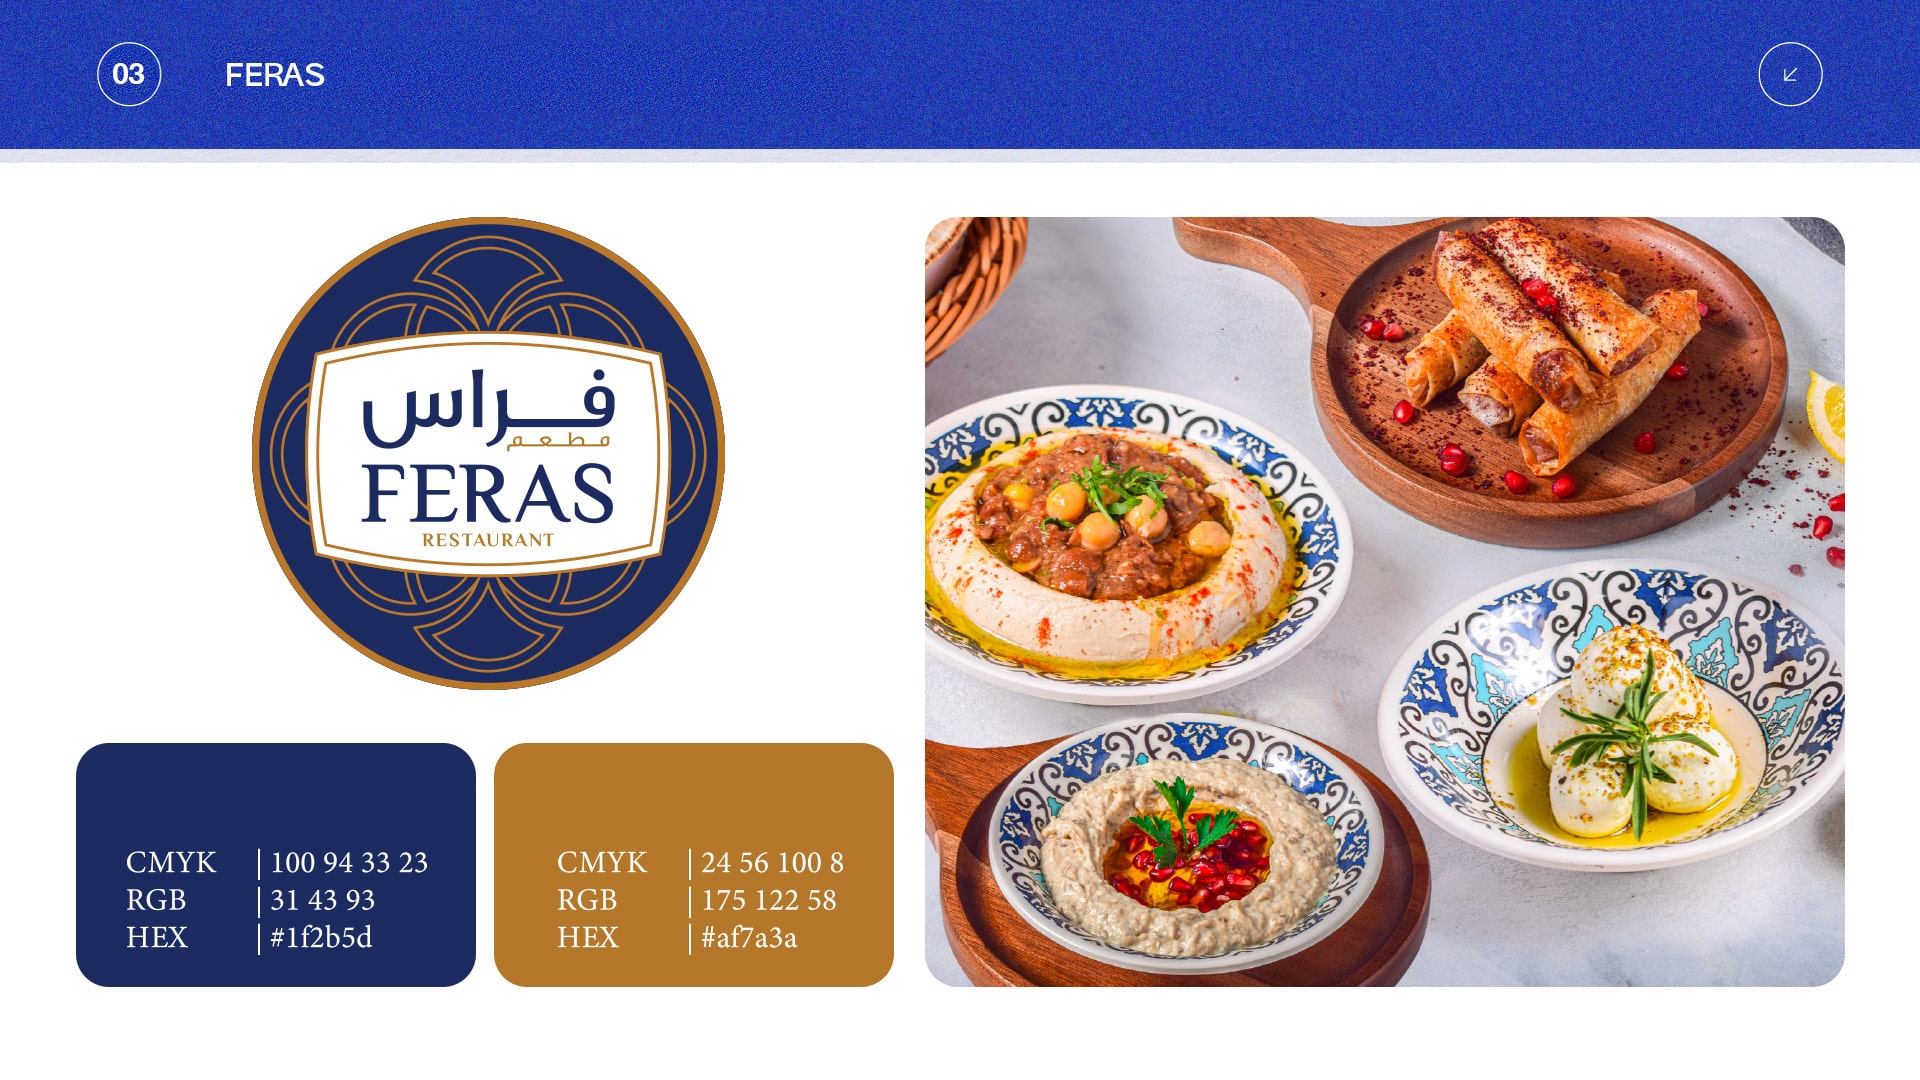 03
FERAS
فراس
مطعم
FERAS
RESTAURANT
CMYK | 100 94 33 23
RGB | 31 43 93
HEX | #1f2b5d
CMYK | 24 56 100 8
RGB | 175 122 58
HEX | #af7a3a